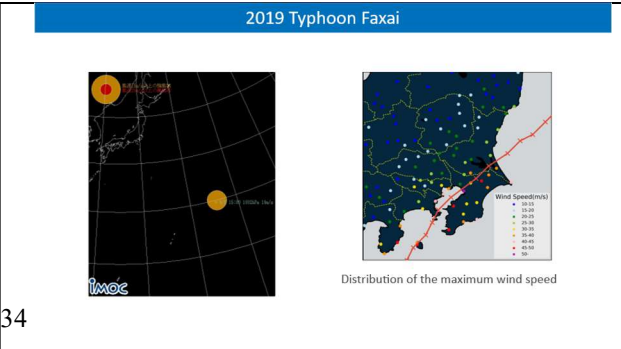 2019 Typhoon Faxai
Wind Speed(m/s)
10-15
15-20
20-25
25-30
30-35
35-40
40-45
45-50
50-
iMOC
Distribution of the maximum wind speed
34